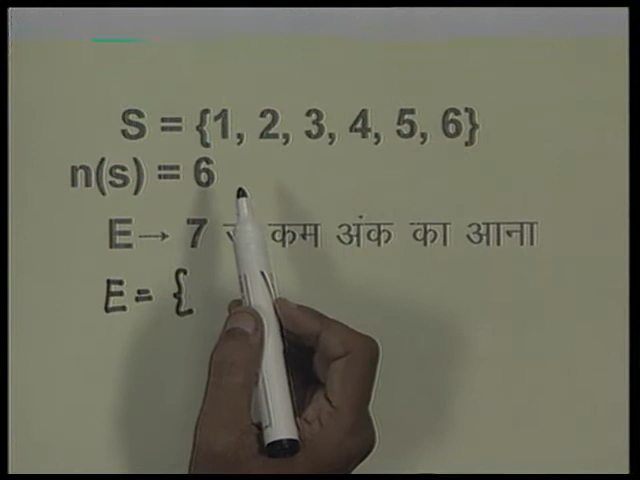 S = {1, 2, 3, 4, 5, 6}
n(s) = 6
E→ 7 कम अंक का आना
E = {